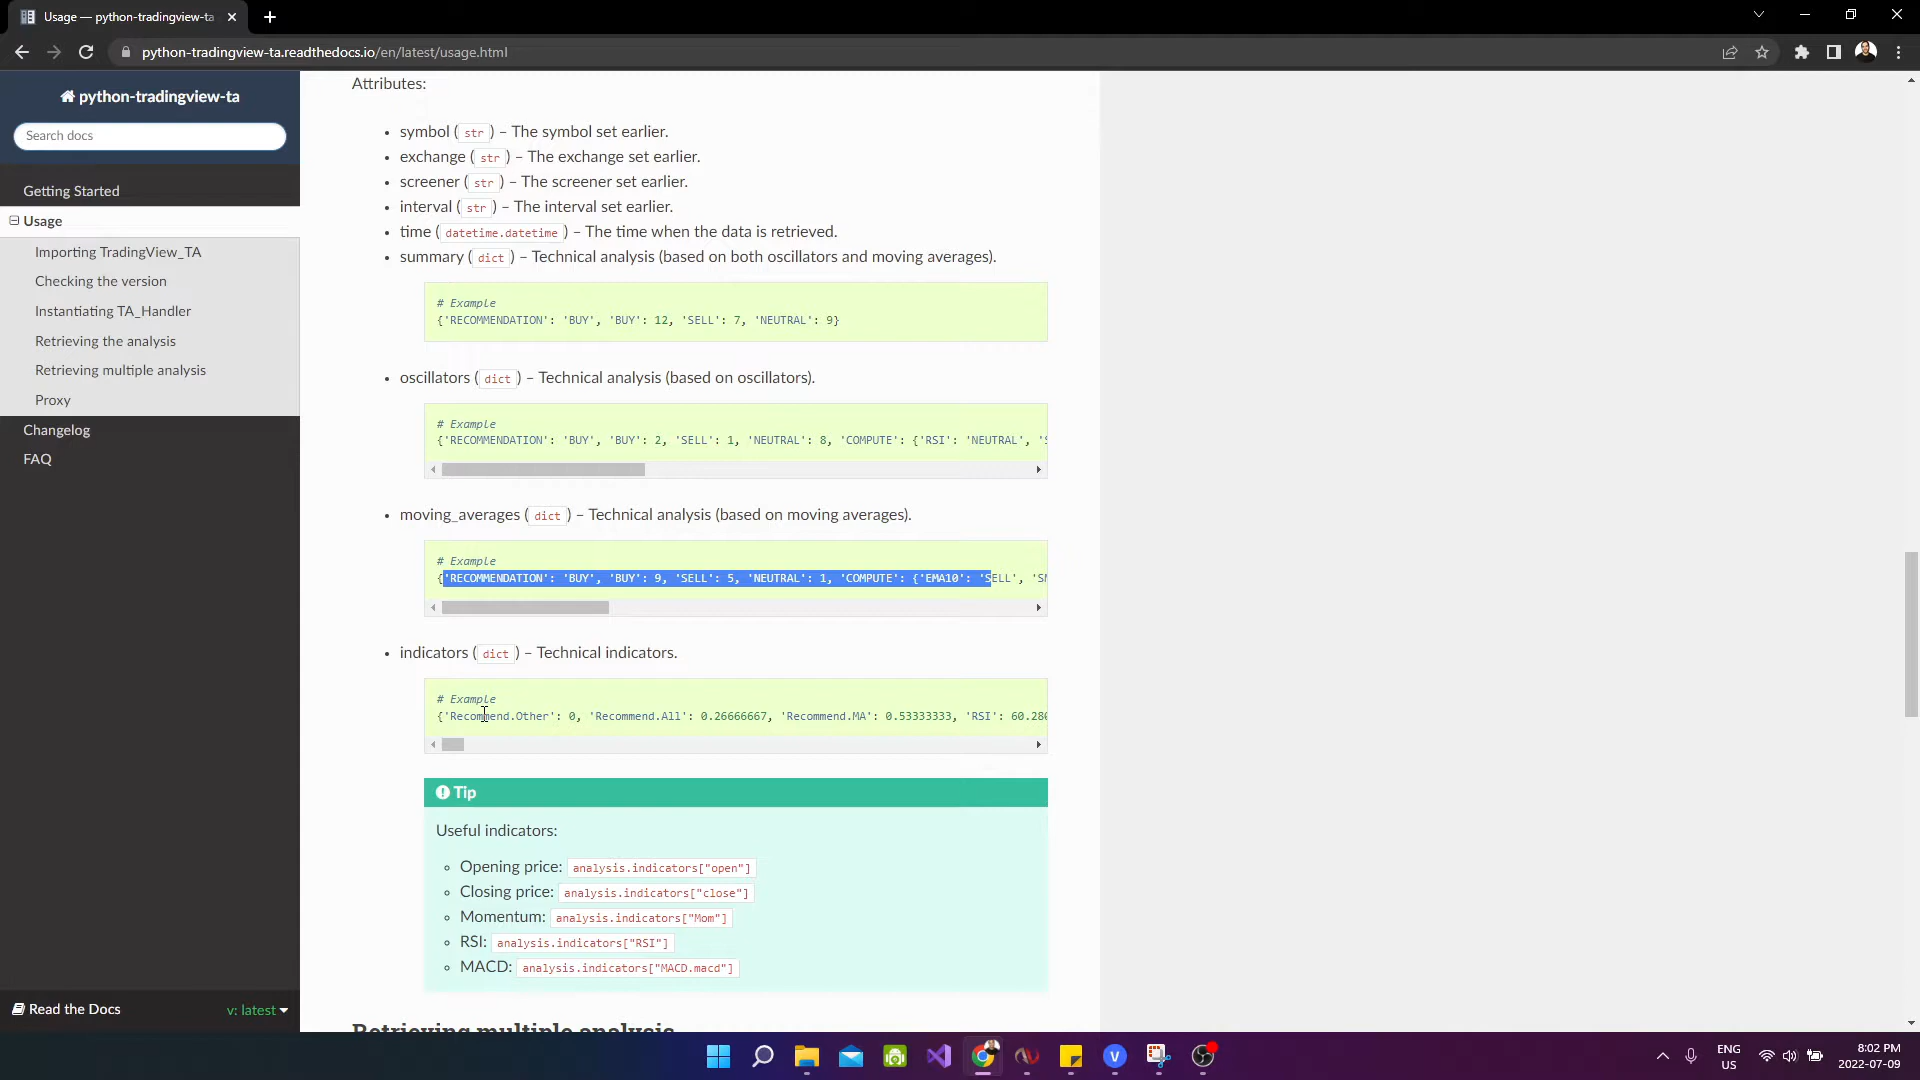 Usage — python-tradingview-ta
python-tradingview-ta.readthedocs.io/en/latest/usage.html
python-tradingview-ta
Search docs
Getting Started
Usage
Importing TradingView_TA
Checking the version
Instantiating TA_Handler
Retrieving the analysis
Retrieving multiple analysis
Proxy
Changelog
FAQ
Read the Docs
v: latest
Attributes:
• symbol ( str ) – The symbol set earlier.
• exchange ( str ) – The exchange set earlier.
• screener ( str ) – The screener set earlier.
• interval ( str ) – The interval set earlier.
• time ( datetime.datetime ) – The time when the data is retrieved.
• summary ( dict ) – Technical analysis (based on both oscillators and moving averages).
# Example
{'RECOMMENDATION': 'BUY', 'BUY': 12, 'SELL': 7, 'NEUTRAL': 9}
• oscillators ( dict ) – Technical analysis (based on oscillators).
# Example
{'RECOMMENDATION': 'BUY', 'BUY': 2, 'SELL': 1, 'NEUTRAL': 8, 'COMPUTE': {'RSI': 'NEUTRAL', 'S
• moving_averages ( dict ) – Technical analysis (based on moving averages).
# Example
{'RECOMMENDATION': 'BUY', 'BUY': 9, 'SELL': 5, 'NEUTRAL': 1, 'COMPUTE': {'EMA10': 'SELL', 'SM
• indicators ( dict ) – Technical indicators.
# Example
{'Recommend.Other': 0, 'Recommend.All': 0.26666667, 'Recommend.MA': 0.53333333, 'RSI': 60.286
Tip
Useful indicators:
Opening price: analysis.indicators["open"]
Closing price: analysis.indicators["close"]
Momentum: analysis.indicators["Mom"]
RSI: analysis.indicators["RSI"]
MACD: analysis.indicators["MACD.macd"]
Retrieving multiple analysis
ENG
US
8:02 PM
2022-07-09